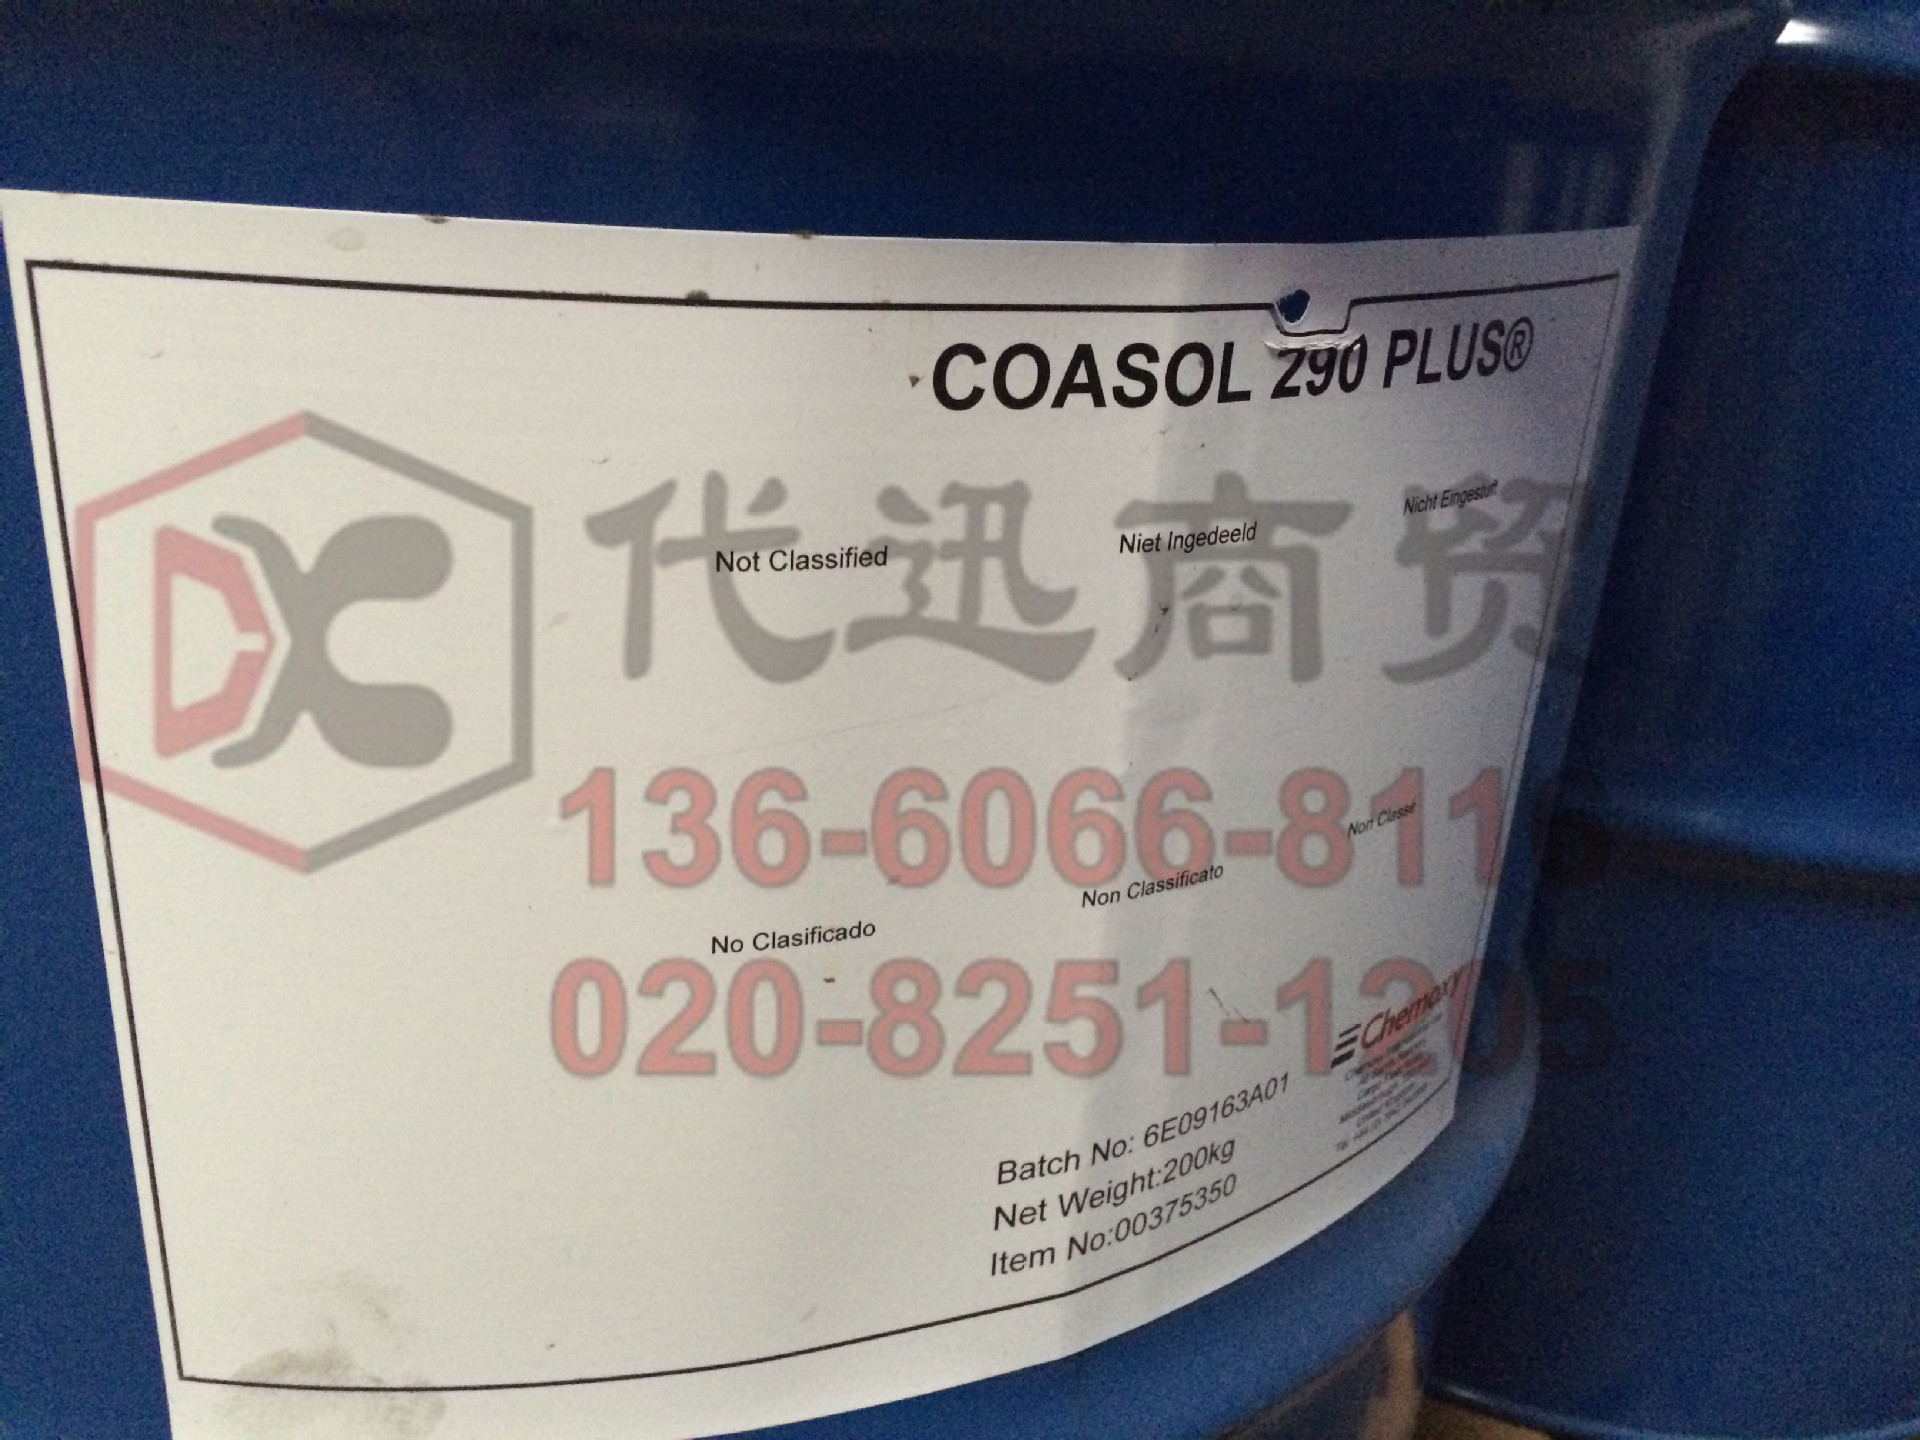 COASOL 290 PLUS®
代迅商贸
Not Classified
Niet Ingedeeld
Nicht Eingestuft
136-6066-811
Non Classé
Non Classificato
No Clasificado
020-8251-1205
Chemoxy
Batch No: 6E09163A01
Net Weight:200kg
Item No:00375350